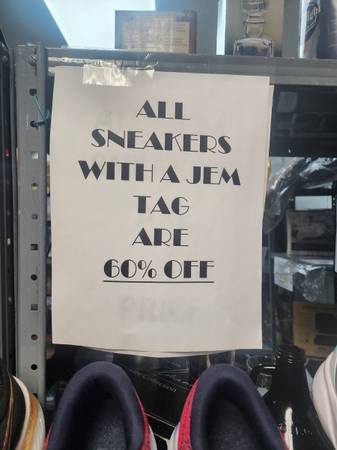 ALL
SNEAKERS
WITH A JEM
TAG
ARE
60% OFF